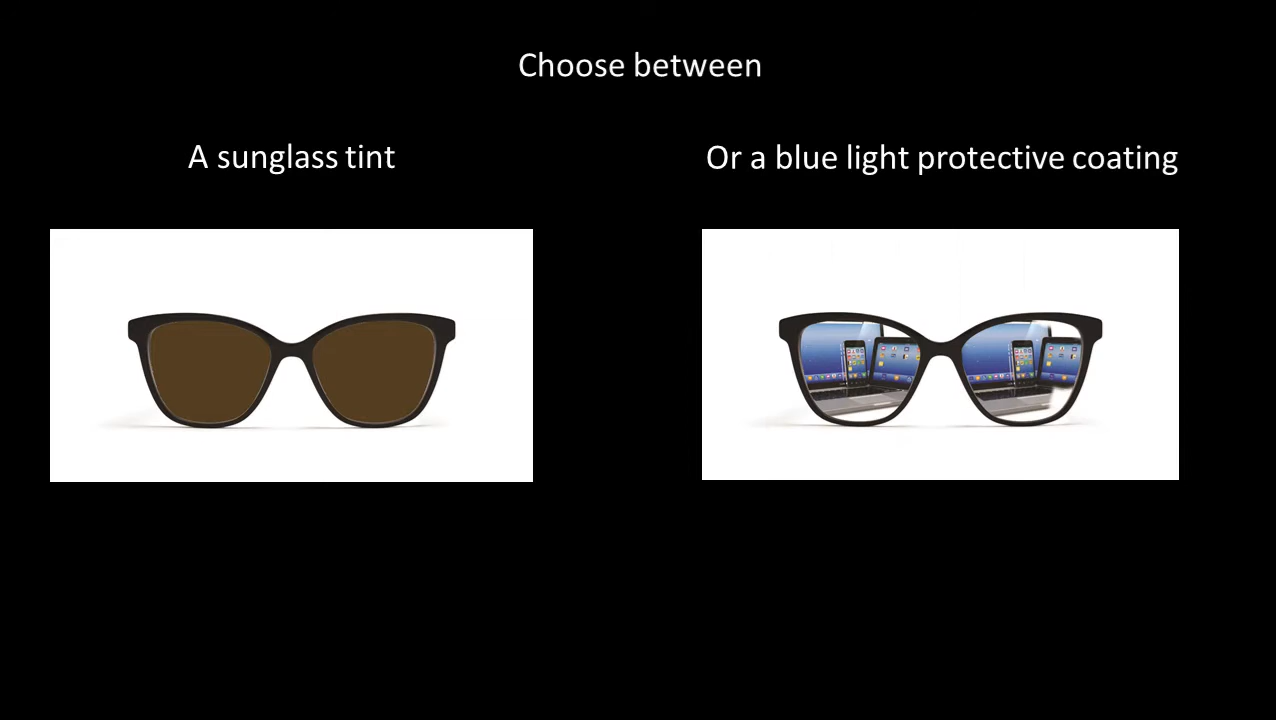 Choose between
A sunglass tint
Or a blue light protective coating